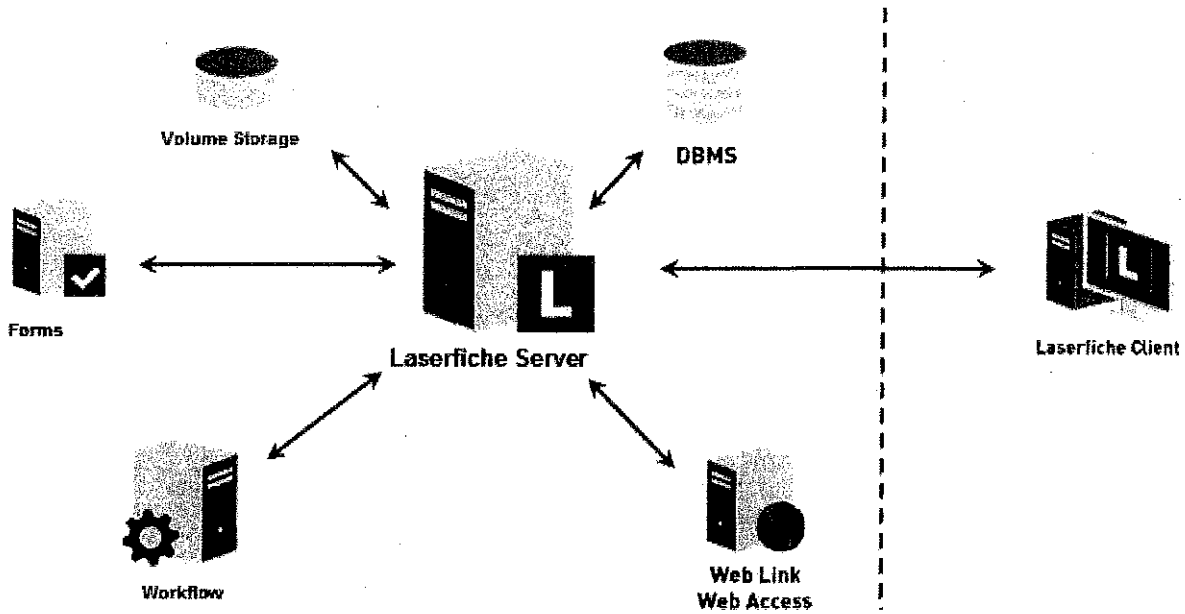 Volume Storage
DBMS
Forms
L
Laserfiche Server
L
Laserfiche Client
Workflow
Web Link
Web Access